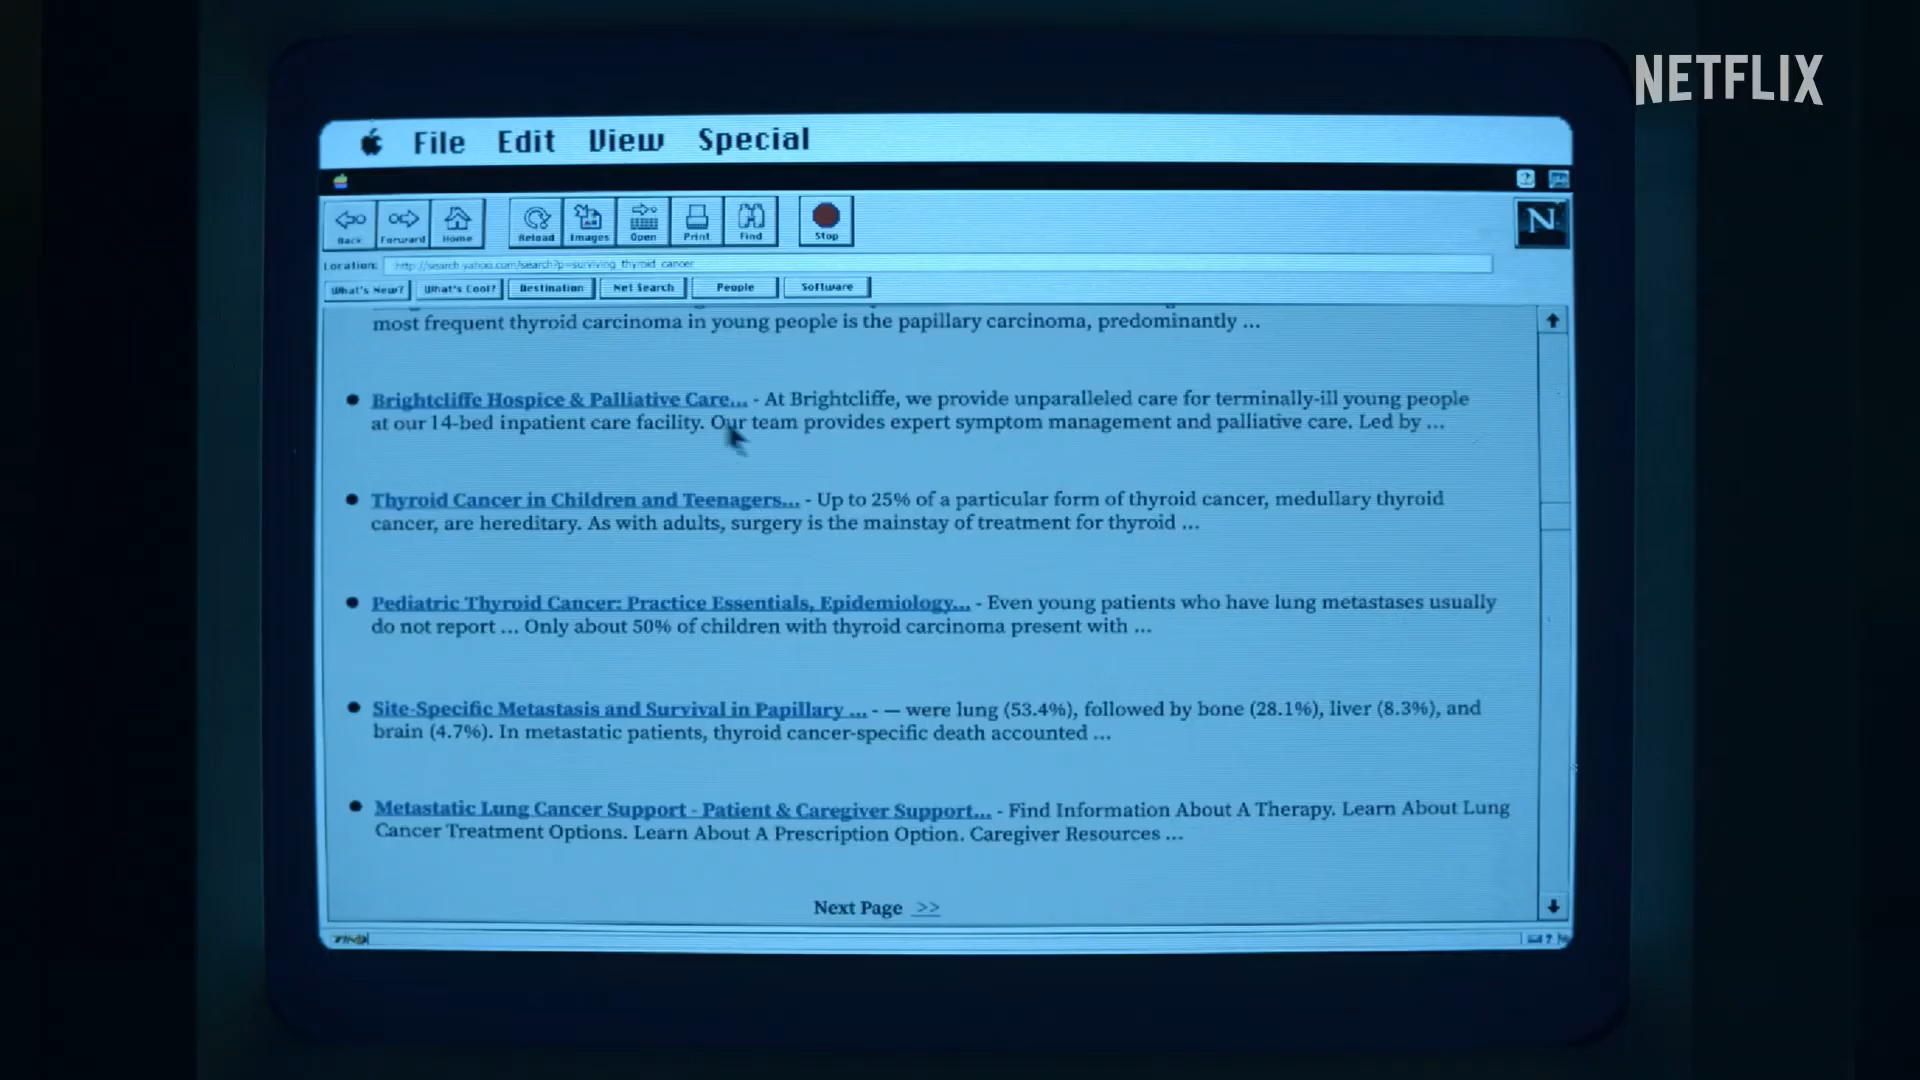 NETFLIX
File Edit View Special
Back Forward Home Reload Images Open Print Find Stop
N
Location: http://search.yahoo.com/search?p=surviving_thyroid_cancer
What's New? What's Cool? Destination Net Search People Software
most frequent thyroid carcinoma in young people is the papillary carcinoma, predominantly ...
Brightcliffe Hospice & Palliative Care... - At Brightcliffe, we provide unparalleled care for terminally-ill young people
at our 14-bed inpatient care facility. Our team provides expert symptom management and palliative care. Led by ...
Thyroid Cancer in Children and Teenagers... - Up to 25% of a particular form of thyroid cancer, medullary thyroid
cancer, are hereditary. As with adults, surgery is the mainstay of treatment for thyroid ...
Pediatric Thyroid Cancer: Practice Essentials, Epidemiology... - Even young patients who have lung metastases usually
do not report ... Only about 50% of children with thyroid carcinoma present with ...
Site-Specific Metastasis and Survival in Papillary ... - — were lung (53.4%), followed by bone (28.1%), liver (8.3%), and
brain (4.7%). In metastatic patients, thyroid cancer-specific death accounted ...
Metastatic Lung Cancer Support - Patient & Caregiver Support... - Find Information About A Therapy. Learn About Lung
Cancer Treatment Options. Learn About A Prescription Option. Caregiver Resources ...
Next Page >>